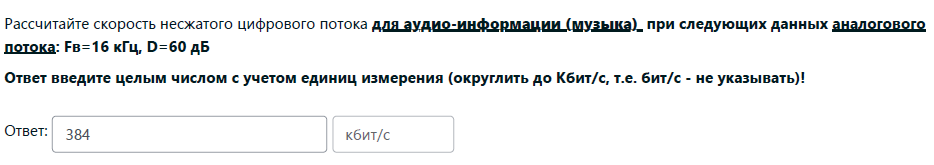 Рассчитайте скорость несжатого цифрового потока для аудио-информации (музыка) при следующих данных аналогового
потока: Fв=16 кГц, D=60 дБ
Ответ введите целым числом с учетом единиц измерения (округлить до Кбит/с, т.е. бит/с - не указывать)!
Ответ: 384 кбит/с